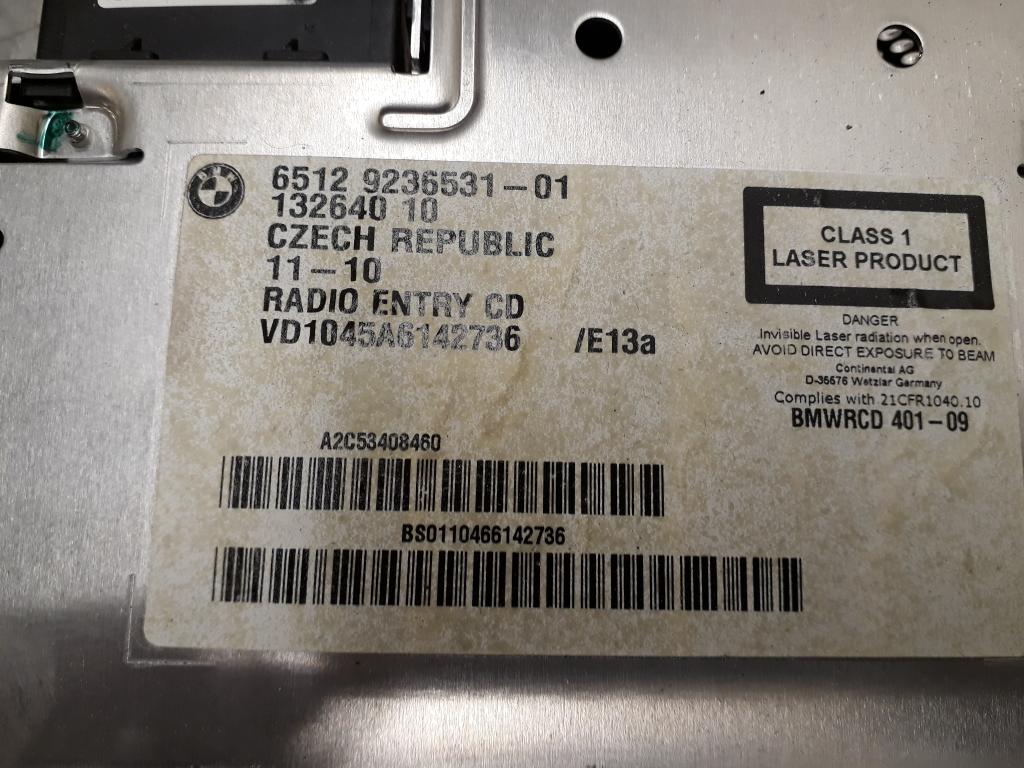 BMW
6512 9236531-01
132640 10
CZECH REPUBLIC
11-10
RADIO ENTRY CD
VD1045A6142736 /E13a
CLASS 1
LASER PRODUCT
DANGER
Invisible Laser radiation when open.
AVOID DIRECT EXPOSURE TO BEAM
Continental AG
D-35576 Wetzlar Germany
Complies with 21CFR1040.10
BMWRCD 401-09
A2C53408460
BS0110466142736